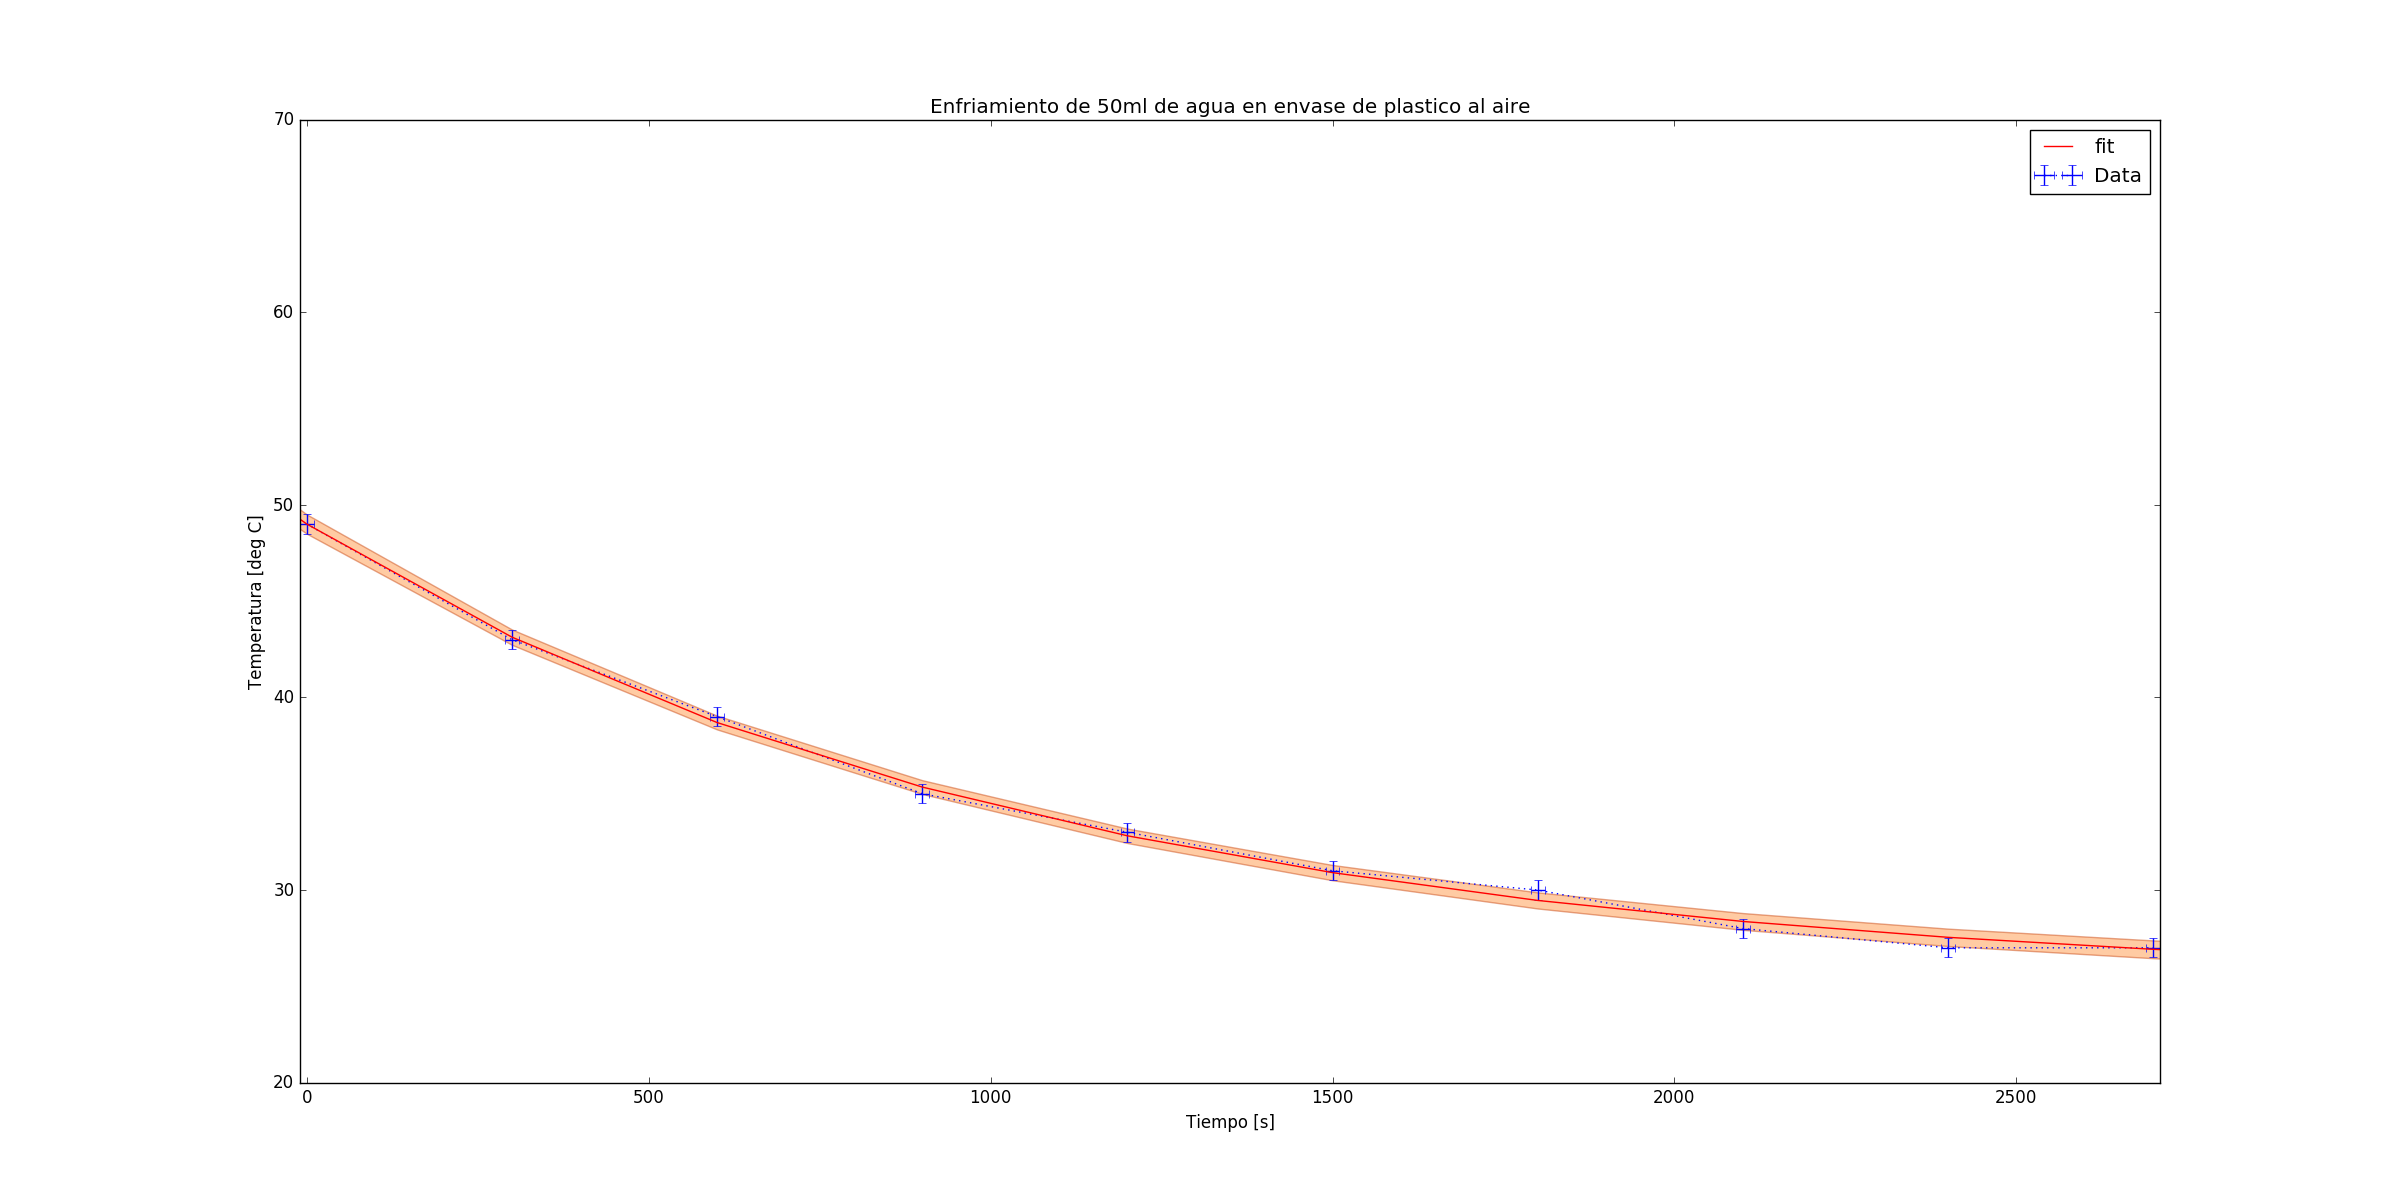 Enfriamiento de 50ml de agua en envase de plastico al aire
70
60
50
40
30
20
Temperatura [deg C]
fit
Data
0 500 1000 1500 2000 2500
Tiempo [s]